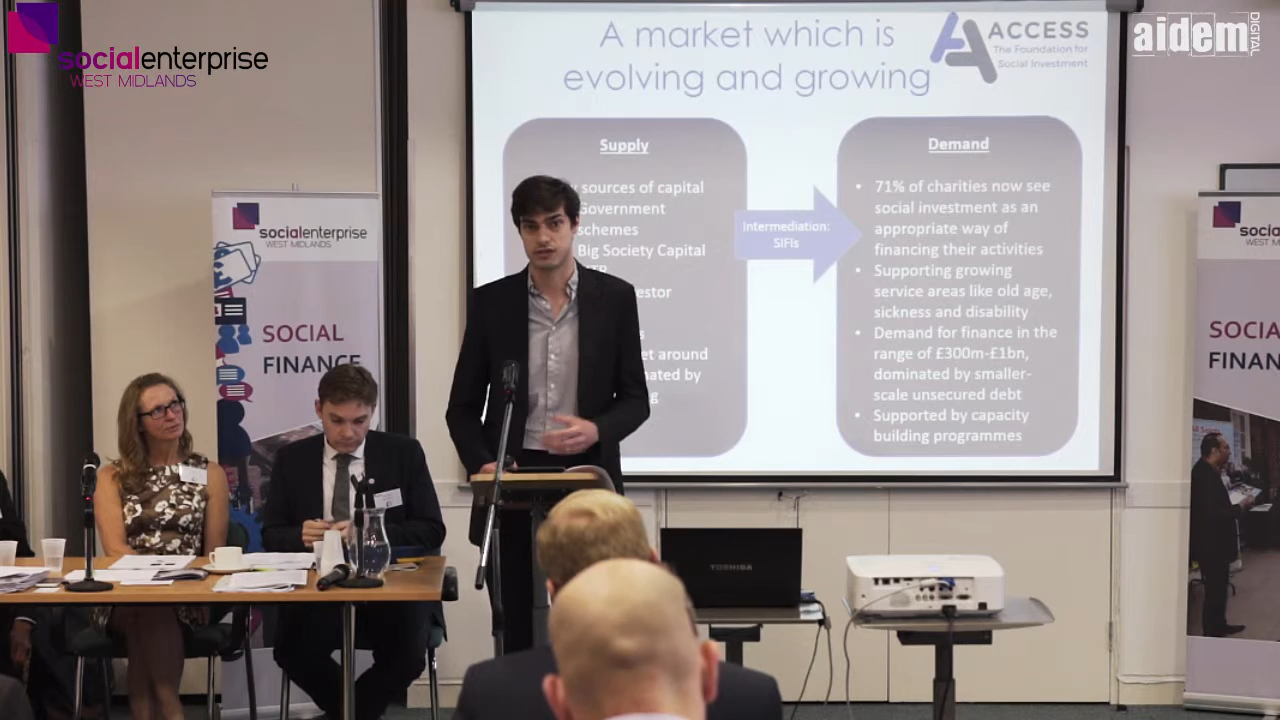 socialenterprise
WEST MIDLANDS
aidem
DIGITAL
A market which is
evolving and growing
ACCESS
The Foundation for
Social Investment
Supply
sources of capital
Government
schemes
Big Society Capital
Intermediation:
SIFIs
Demand
• 71% of charities now see
social investment as an
appropriate way of
financing their activities
• Supporting growing
service areas like old age,
sickness and disability
• Demand for finance in the
range of £300m-£1bn,
dominated by smaller-
scale unsecured debt
• Supported by capacity
building programmes
socialenterprise
WEST MIDLANDS
SOCIAL
FINANCE
TOSHIBA